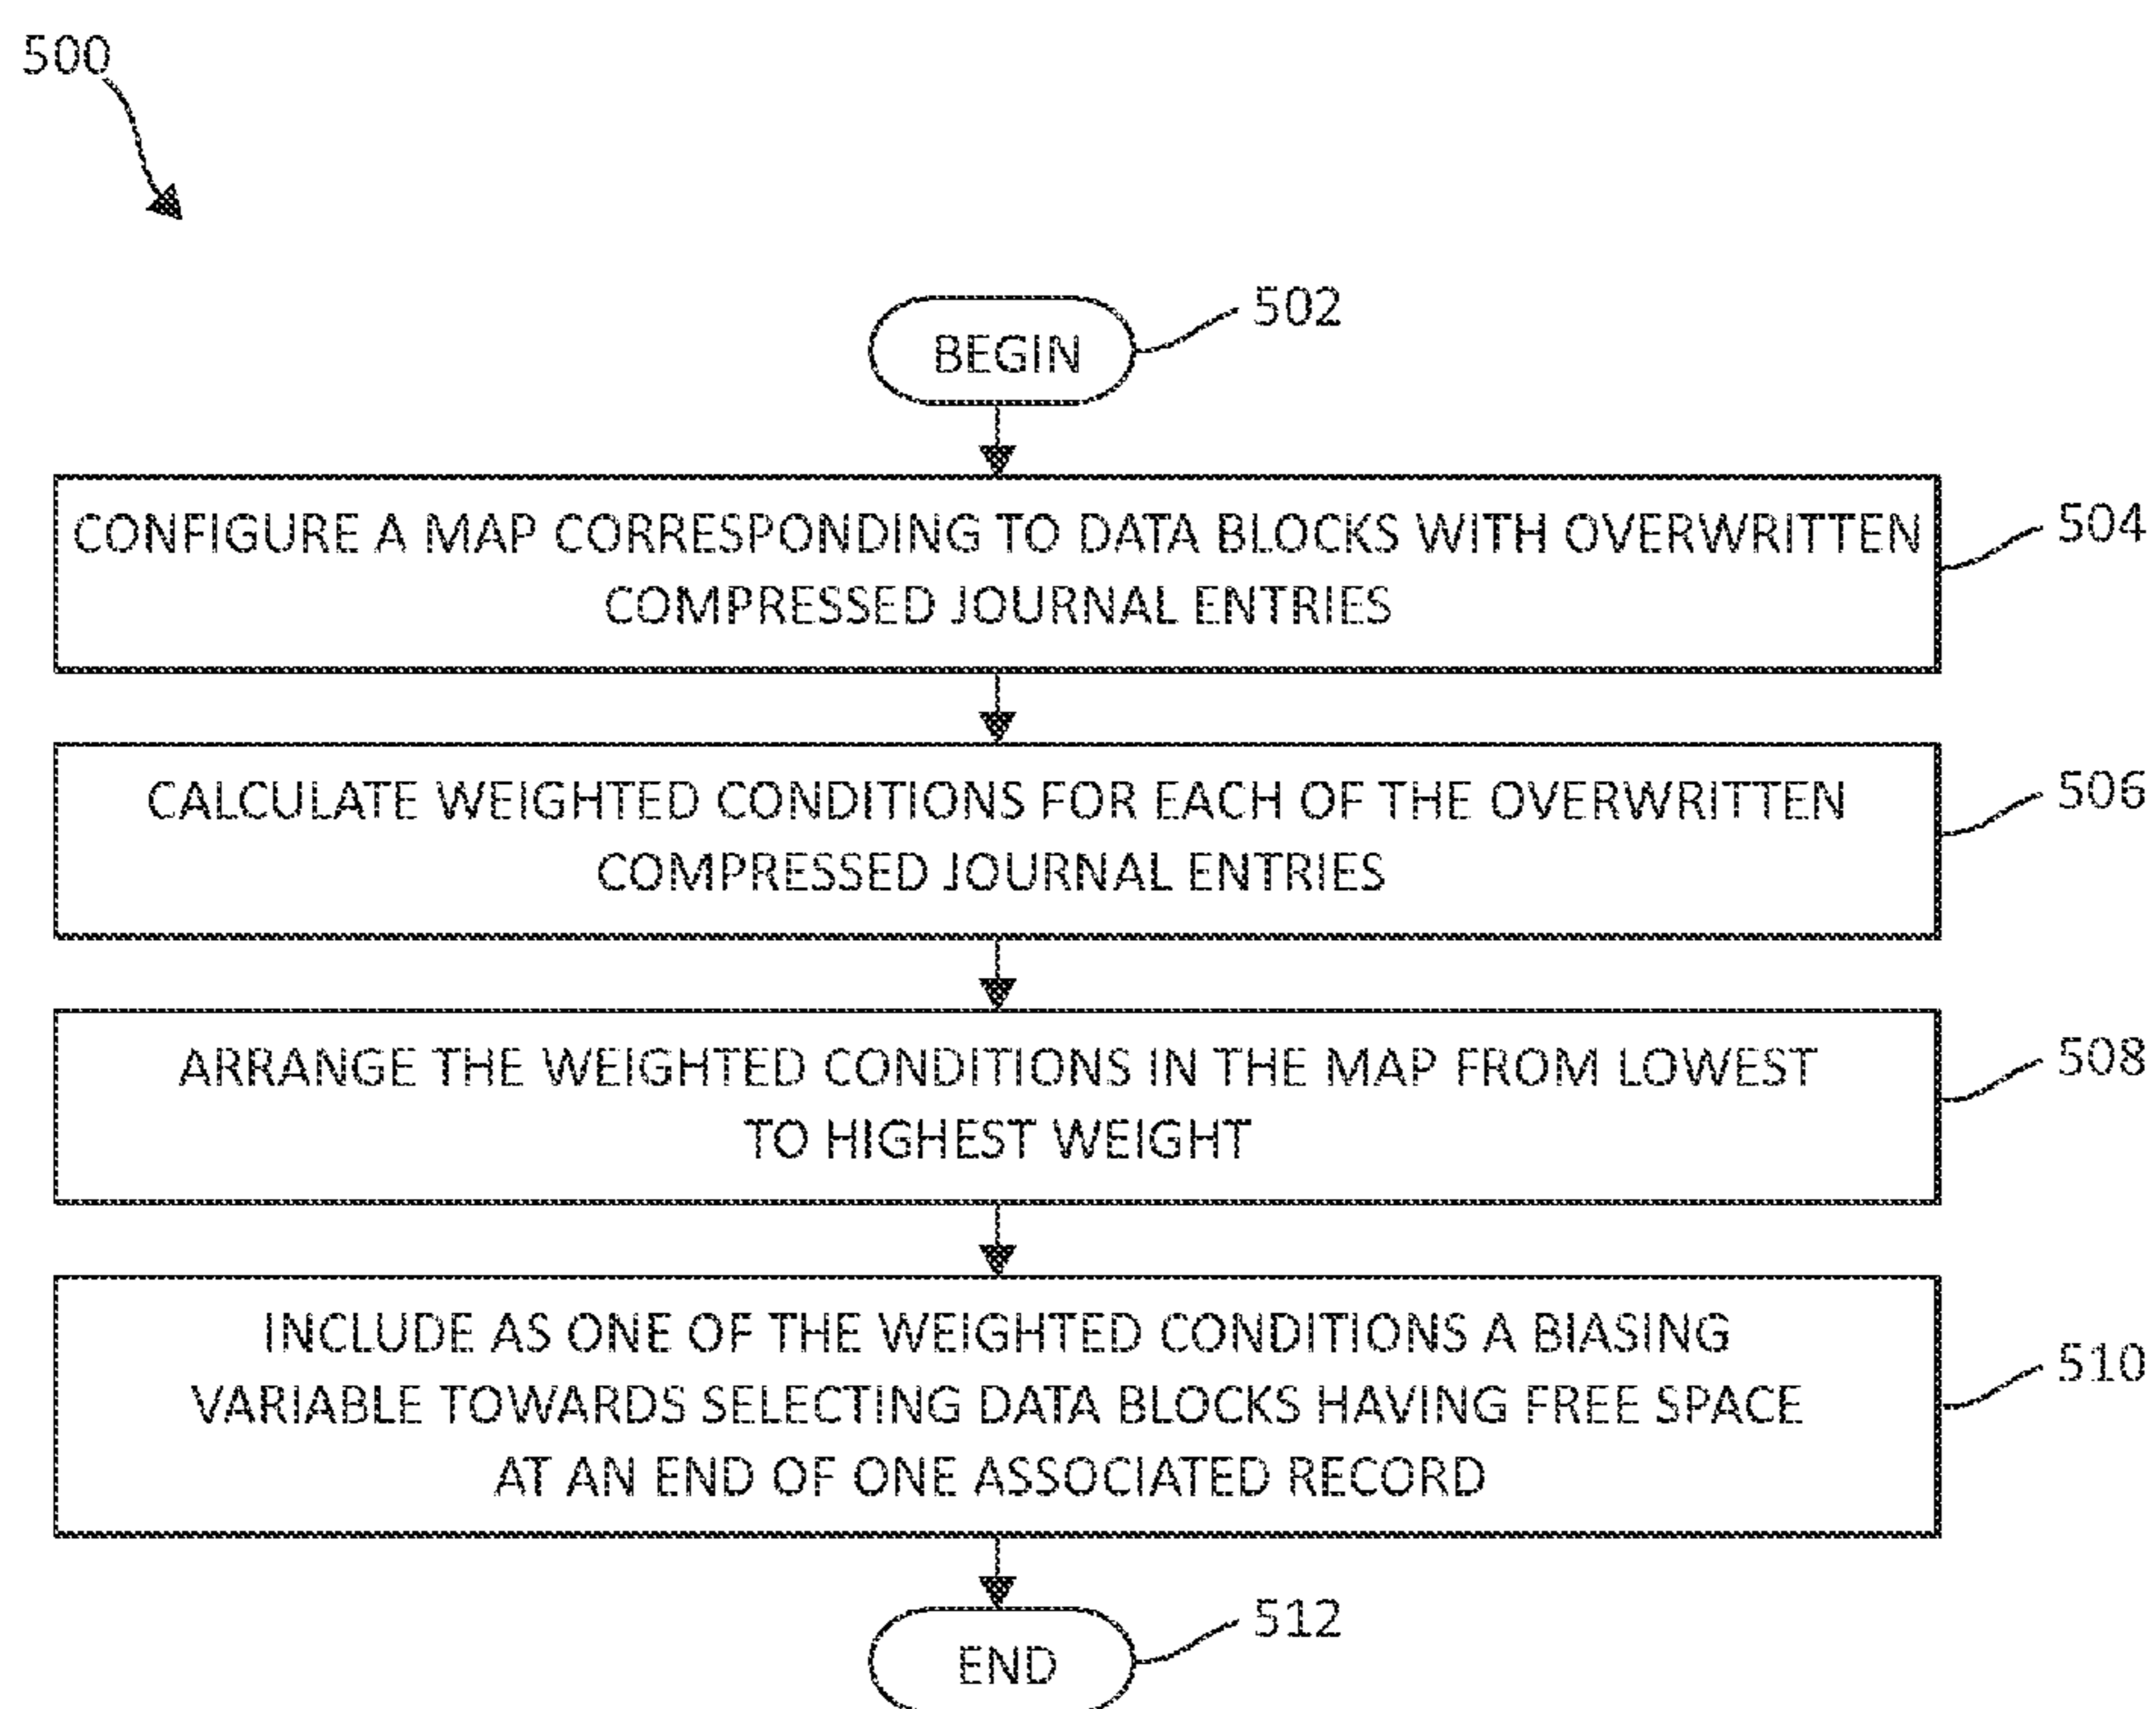 500
502
BEGIN
504
CONFIGURE A MAP CORRESPONDING TO DATA BLOCKS WITH OVERWRITTEN
COMPRESSED JOURNAL ENTRIES
506
CALCULATE WEIGHTED CONDITIONS FOR EACH OF THE OVERWRITTEN
COMPRESSED JOURNAL ENTRIES
508
ARRANGE THE WEIGHTED CONDITIONS IN THE MAP FROM LOWEST
TO HIGHEST WEIGHT
510
INCLUDE AS ONE OF THE WEIGHTED CONDITIONS A BIASING
VARIABLE TOWARDS SELECTING DATA BLOCKS HAVING FREE SPACE
AT AN END OF ONE ASSOCIATED RECORD
512
END